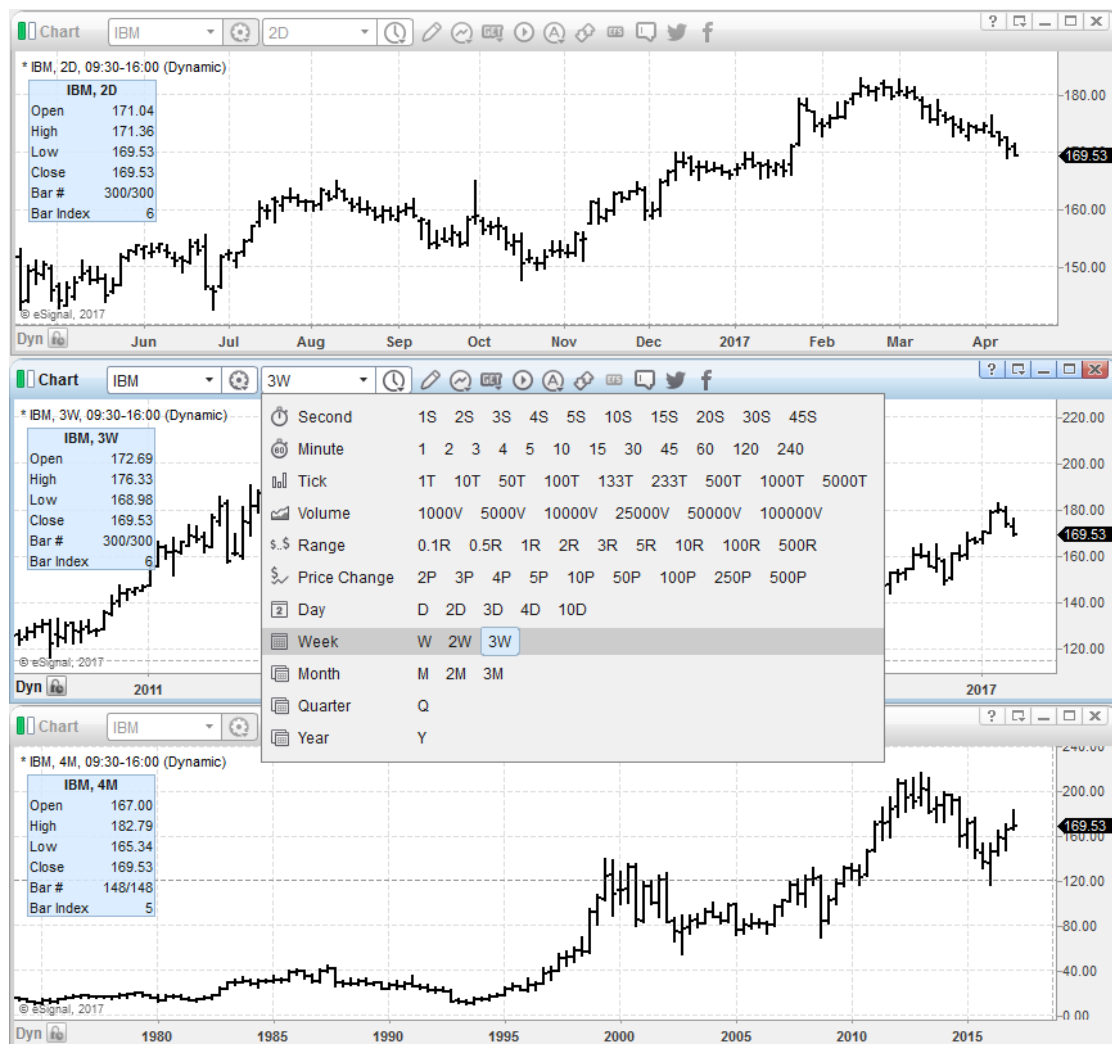 Chart IBM 2D GET A EFS ?
* IBM, 2D, 09:30-16:00 (Dynamic)
IBM, 2D
Open 171.04
High 171.36
Low 169.53
Close 169.53
Bar # 300/300
Bar Index 6
180.00
169.53
160.00
150.00
© eSignal, 2017
Dyn Jun Jul Aug Sep Oct Nov Dec 2017 Feb Mar Apr
Chart IBM 3W GET A EFS ?
* IBM, 3W, 09:30-16:00 (Dynamic)
IBM, 3W
Open 172.69
High 176.33
Low 168.98
Close 169.53
Bar # 300/300
Bar Index 6
Second 1S 2S 3S 4S 5S 10S 15S 20S 30S 45S
60 Minute 1 2 3 4 5 10 15 30 45 60 120 240
Tick 1T 10T 50T 100T 133T 233T 500T 1000T 5000T
Volume 1000V 5000V 10000V 25000V 50000V 100000V
$..$ Range 0.1R 0.5R 1R 2R 3R 5R 10R 100R 500R
$ Price Change 2P 3P 4P 5P 10P 50P 100P 250P 500P
2 Day D 2D 3D 4D 10D
Week W 2W 3W
Month M 2M 3M
Quarter Q
Year Y
220.00
200.00
180.00
169.53
160.00
140.00
120.00
© eSignal, 2017
Dyn 2011 2017
Chart IBM ?
* IBM, 4M, 09:30-16:00 (Dynamic)
IBM, 4M
Open 167.00
High 182.79
Low 165.34
Close 169.53
Bar # 148/148
Bar Index 5
240.00
200.00
169.53
120.00
80.00
40.00
0.00
© eSignal, 2017
Dyn 1980 1985 1990 1995 2000 2005 2010 2015